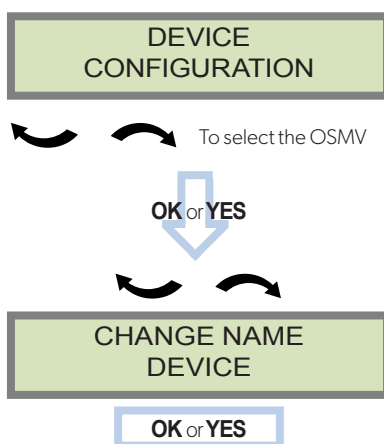 DEVICE
CONFIGURATION
To select the OSMV
OK or YES
CHANGE NAME
DEVICE
OK or YES